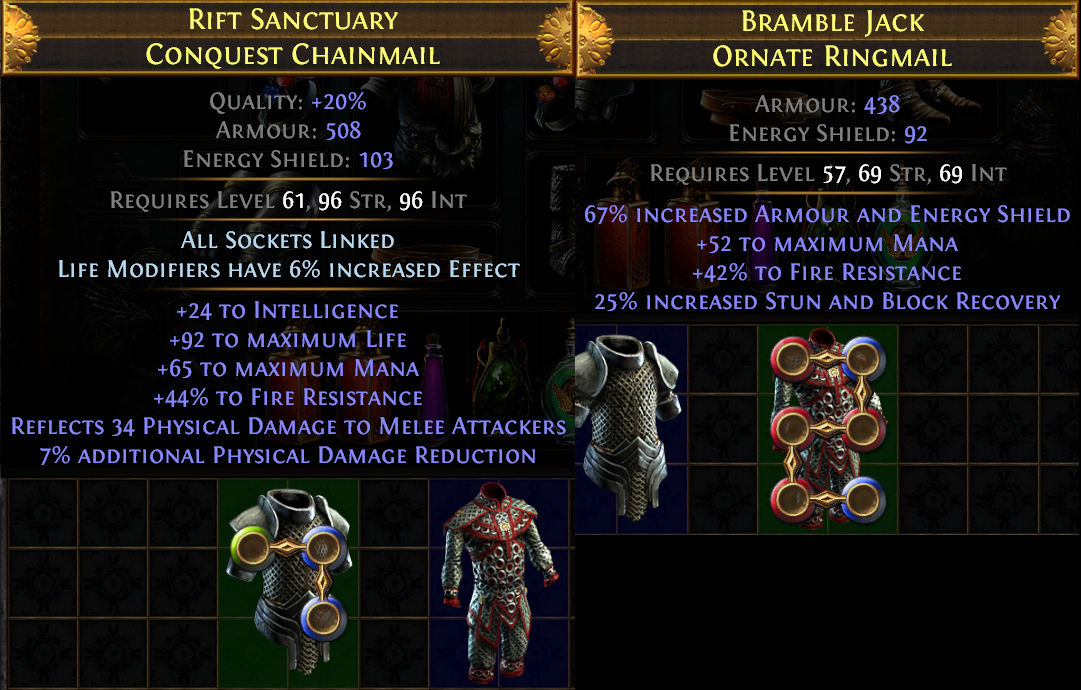 Rift Sanctuary
Conquest Chainmail
Quality: +20%
Armour: 508
Energy Shield: 103
Requires Level 61, 96 Str, 96 Int
All Sockets Linked
Life Modifiers have 6% increased Effect
+24 to Intelligence
+92 to maximum Life
+65 to maximum Mana
+44% to Fire Resistance
Reflects 34 Physical Damage to Melee Attackers
7% additional Physical Damage Reduction
Bramble Jack
Ornate Ringmail
Armour: 438
Energy Shield: 92
Requires Level 57, 69 Str, 69 Int
67% increased Armour and Energy Shield
+52 to maximum Mana
+42% to Fire Resistance
25% increased Stun and Block Recovery